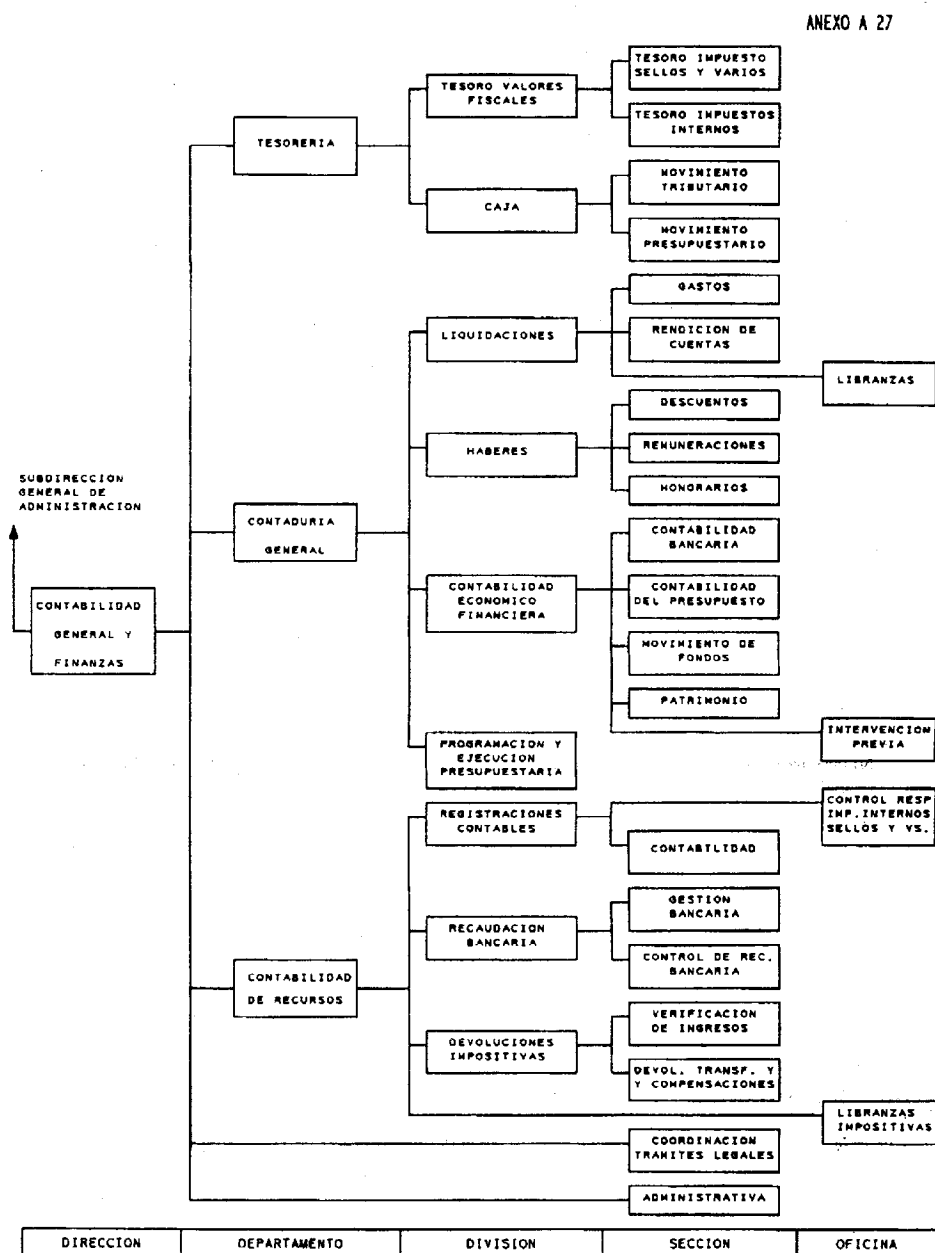 ANEXO A 27
TESORO IMPUESTO
SELLOS Y VARIOS
TESORO VALORES
FISCALES
TESORO IMPUESTOS
INTERNOS
TESORERIA
MOVIMIENTO
TRIBUTARIO
CAJA
MOVIMIENTO
PRESUPUESTARIO
GASTOS
LIQUIDACIONES
RENDICION DE
CUENTAS
LIBRANZAS
DESCUENTOS
HABERES
REMUNERACIONES
HONORARIOS
SUBDIRECCION
GENERAL DE
ADMINISTRACION
CONTADURIA
GENERAL
CONTABILIDAD
BANCARIA
CONTABILIDAD
GENERAL Y
FINANZAS
CONTABILIDAD
ECONOMICO
FINANCIERA
CONTABILIDAD
DEL PRESUPUESTO
MOVIMIENTO DE
FONDOS
PATRIMONIO
INTERVENCION
PREVIA
PROGRAMACION Y
EJECUCION
PRESUPUESTARIA
REGISTRACIONES
CONTABLES
CONTROL RESP
IMP.INTERNOS
SELLOS Y VS.
CONTABILIDAD
GESTION
BANCARIA
RECAUDACION
BANCARIA
CONTROL DE REC.
BANCARIA
CONTABILIDAD
DE RECURSOS
VERIFICACION
DE INGRESOS
DEVOLUCIONES
IMPOSITIVAS
DEVOL. TRANSF. Y
Y COMPENSACIONES
LIBRANZAS
IMPOSITIVAS
COORDINACION
TRAMITES LEGALES
ADMINISTRATIVA
DIRECCION
DEPARTAMENTO
DIVISION
SECCION
OFICINA